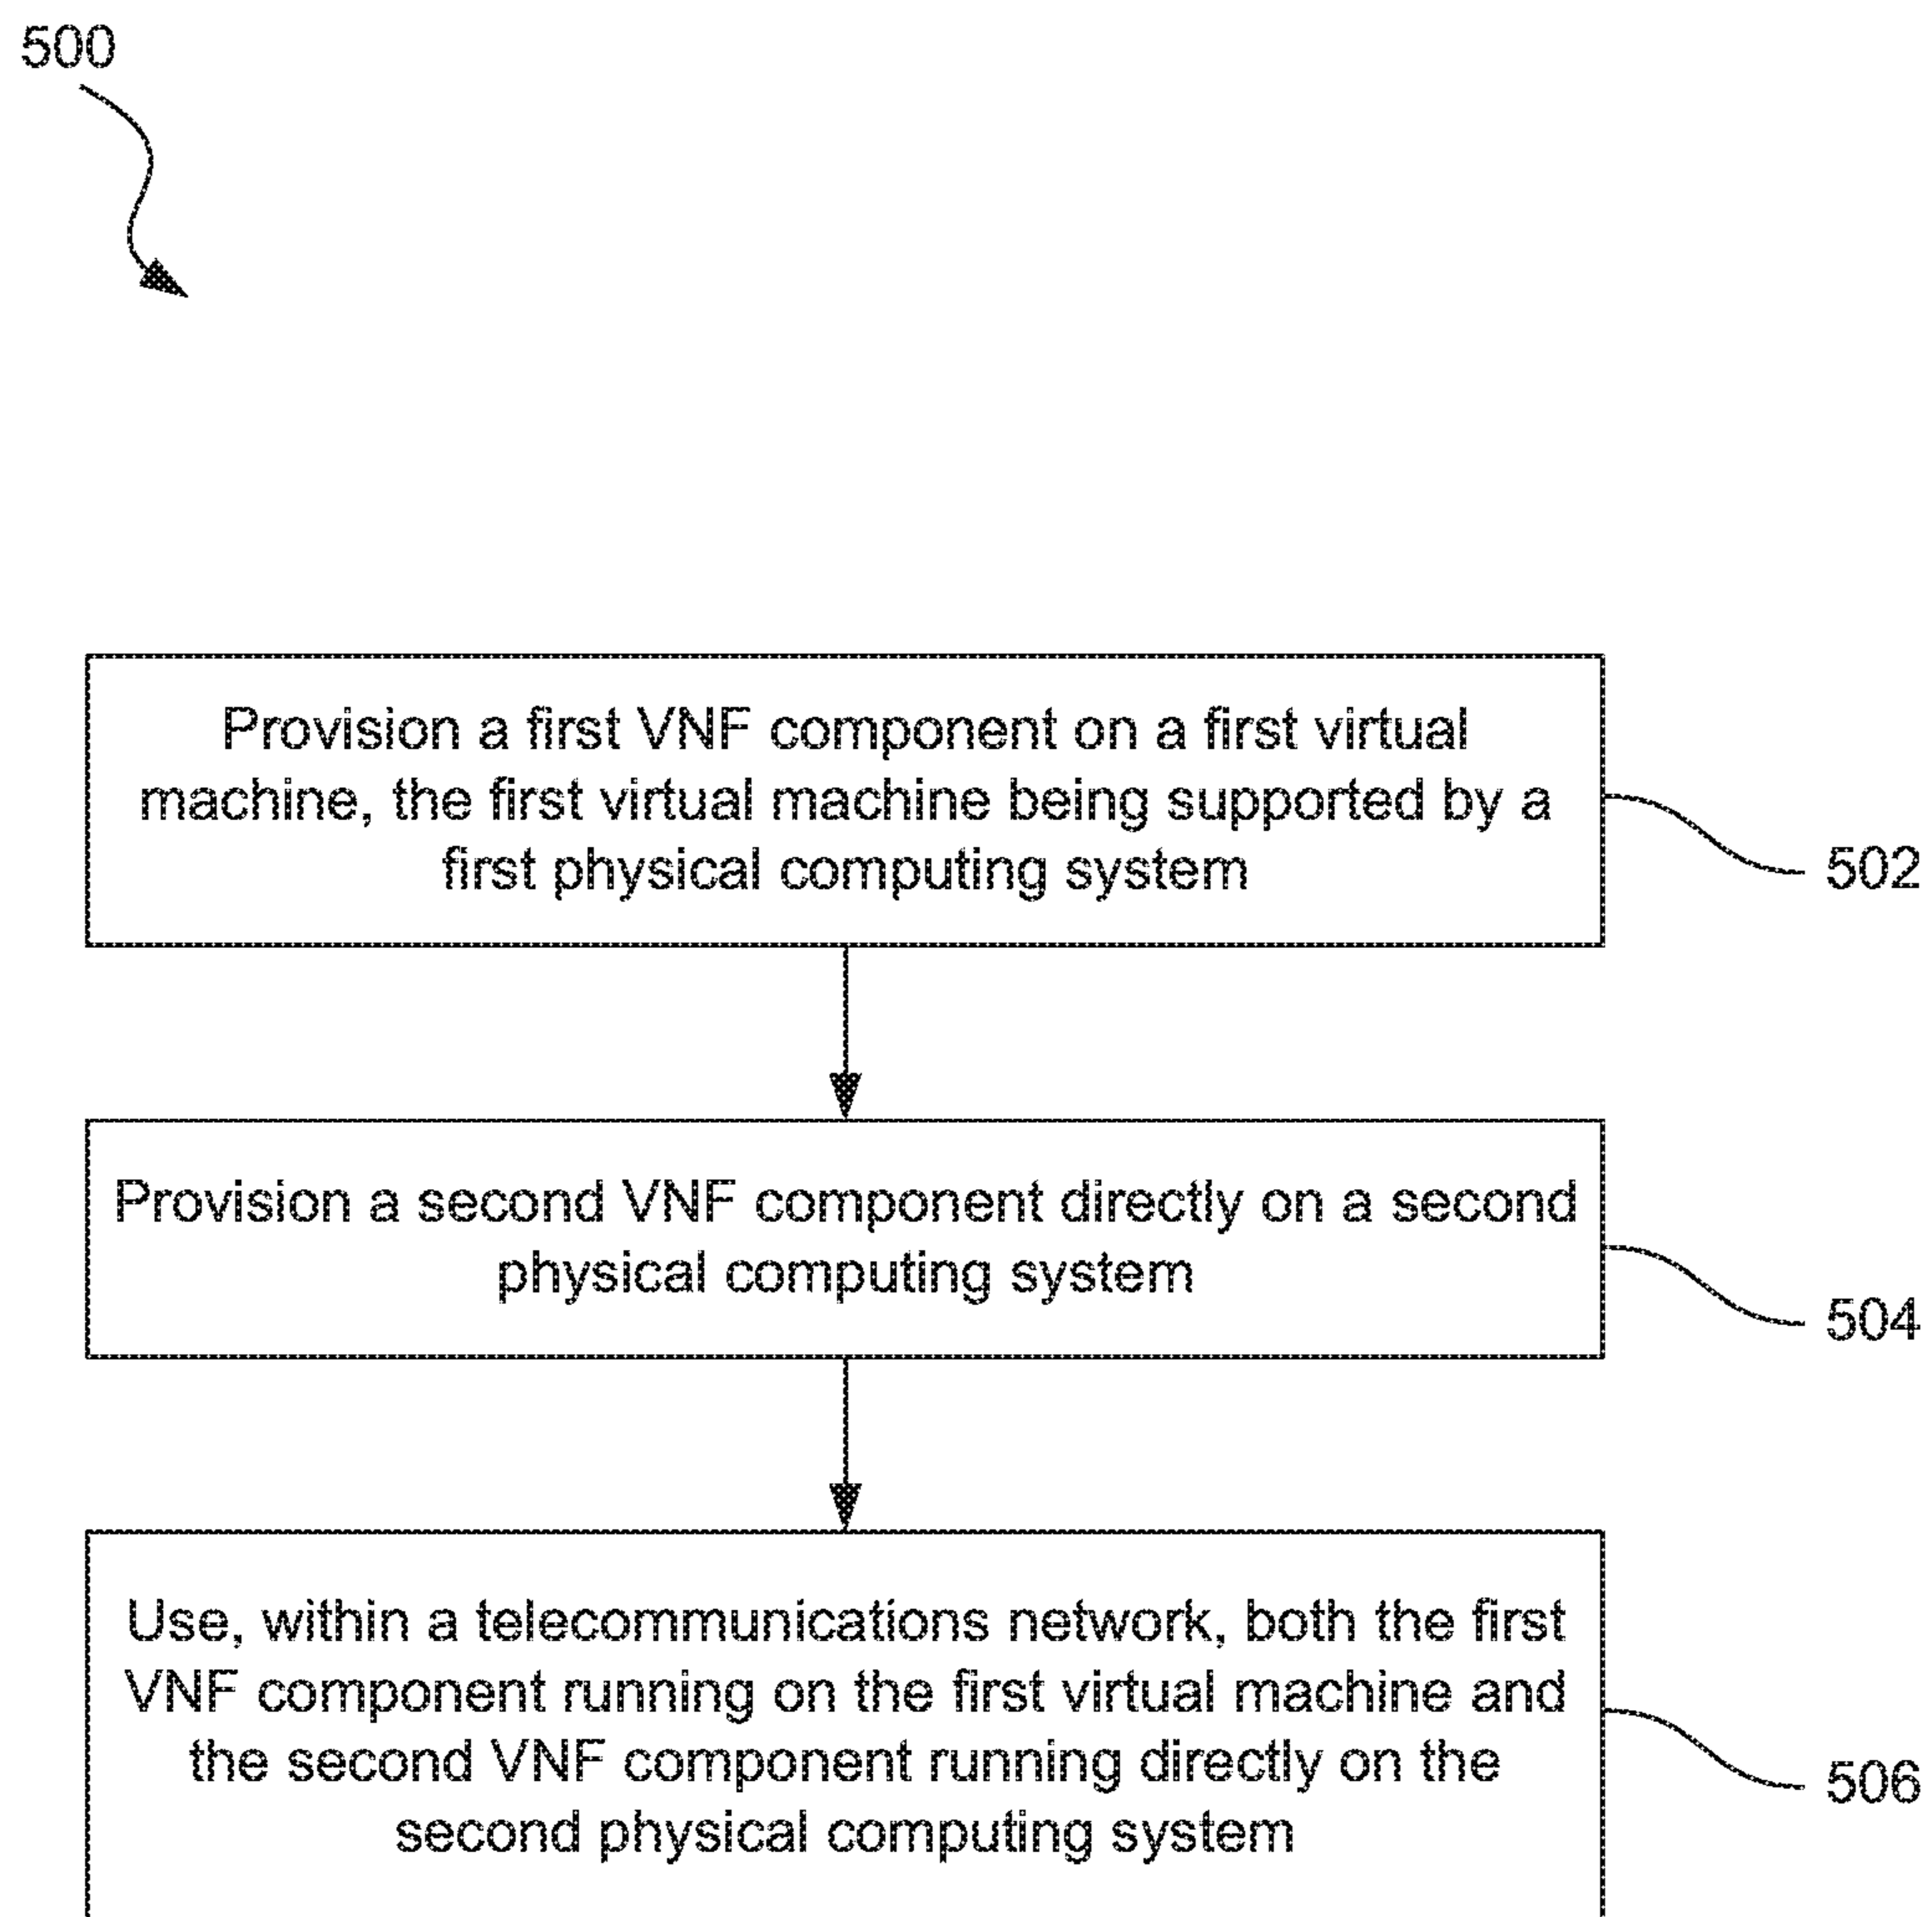 500
Provision a first VNF component on a first virtual
machine, the first virtual machine being supported by a
first physical computing system
502
Provision a second VNF component directly on a second
physical computing system
504
Use, within a telecommunications network, both the first
VNF component running on the first virtual machine and
the second VNF component running directly on the
second physical computing system
506